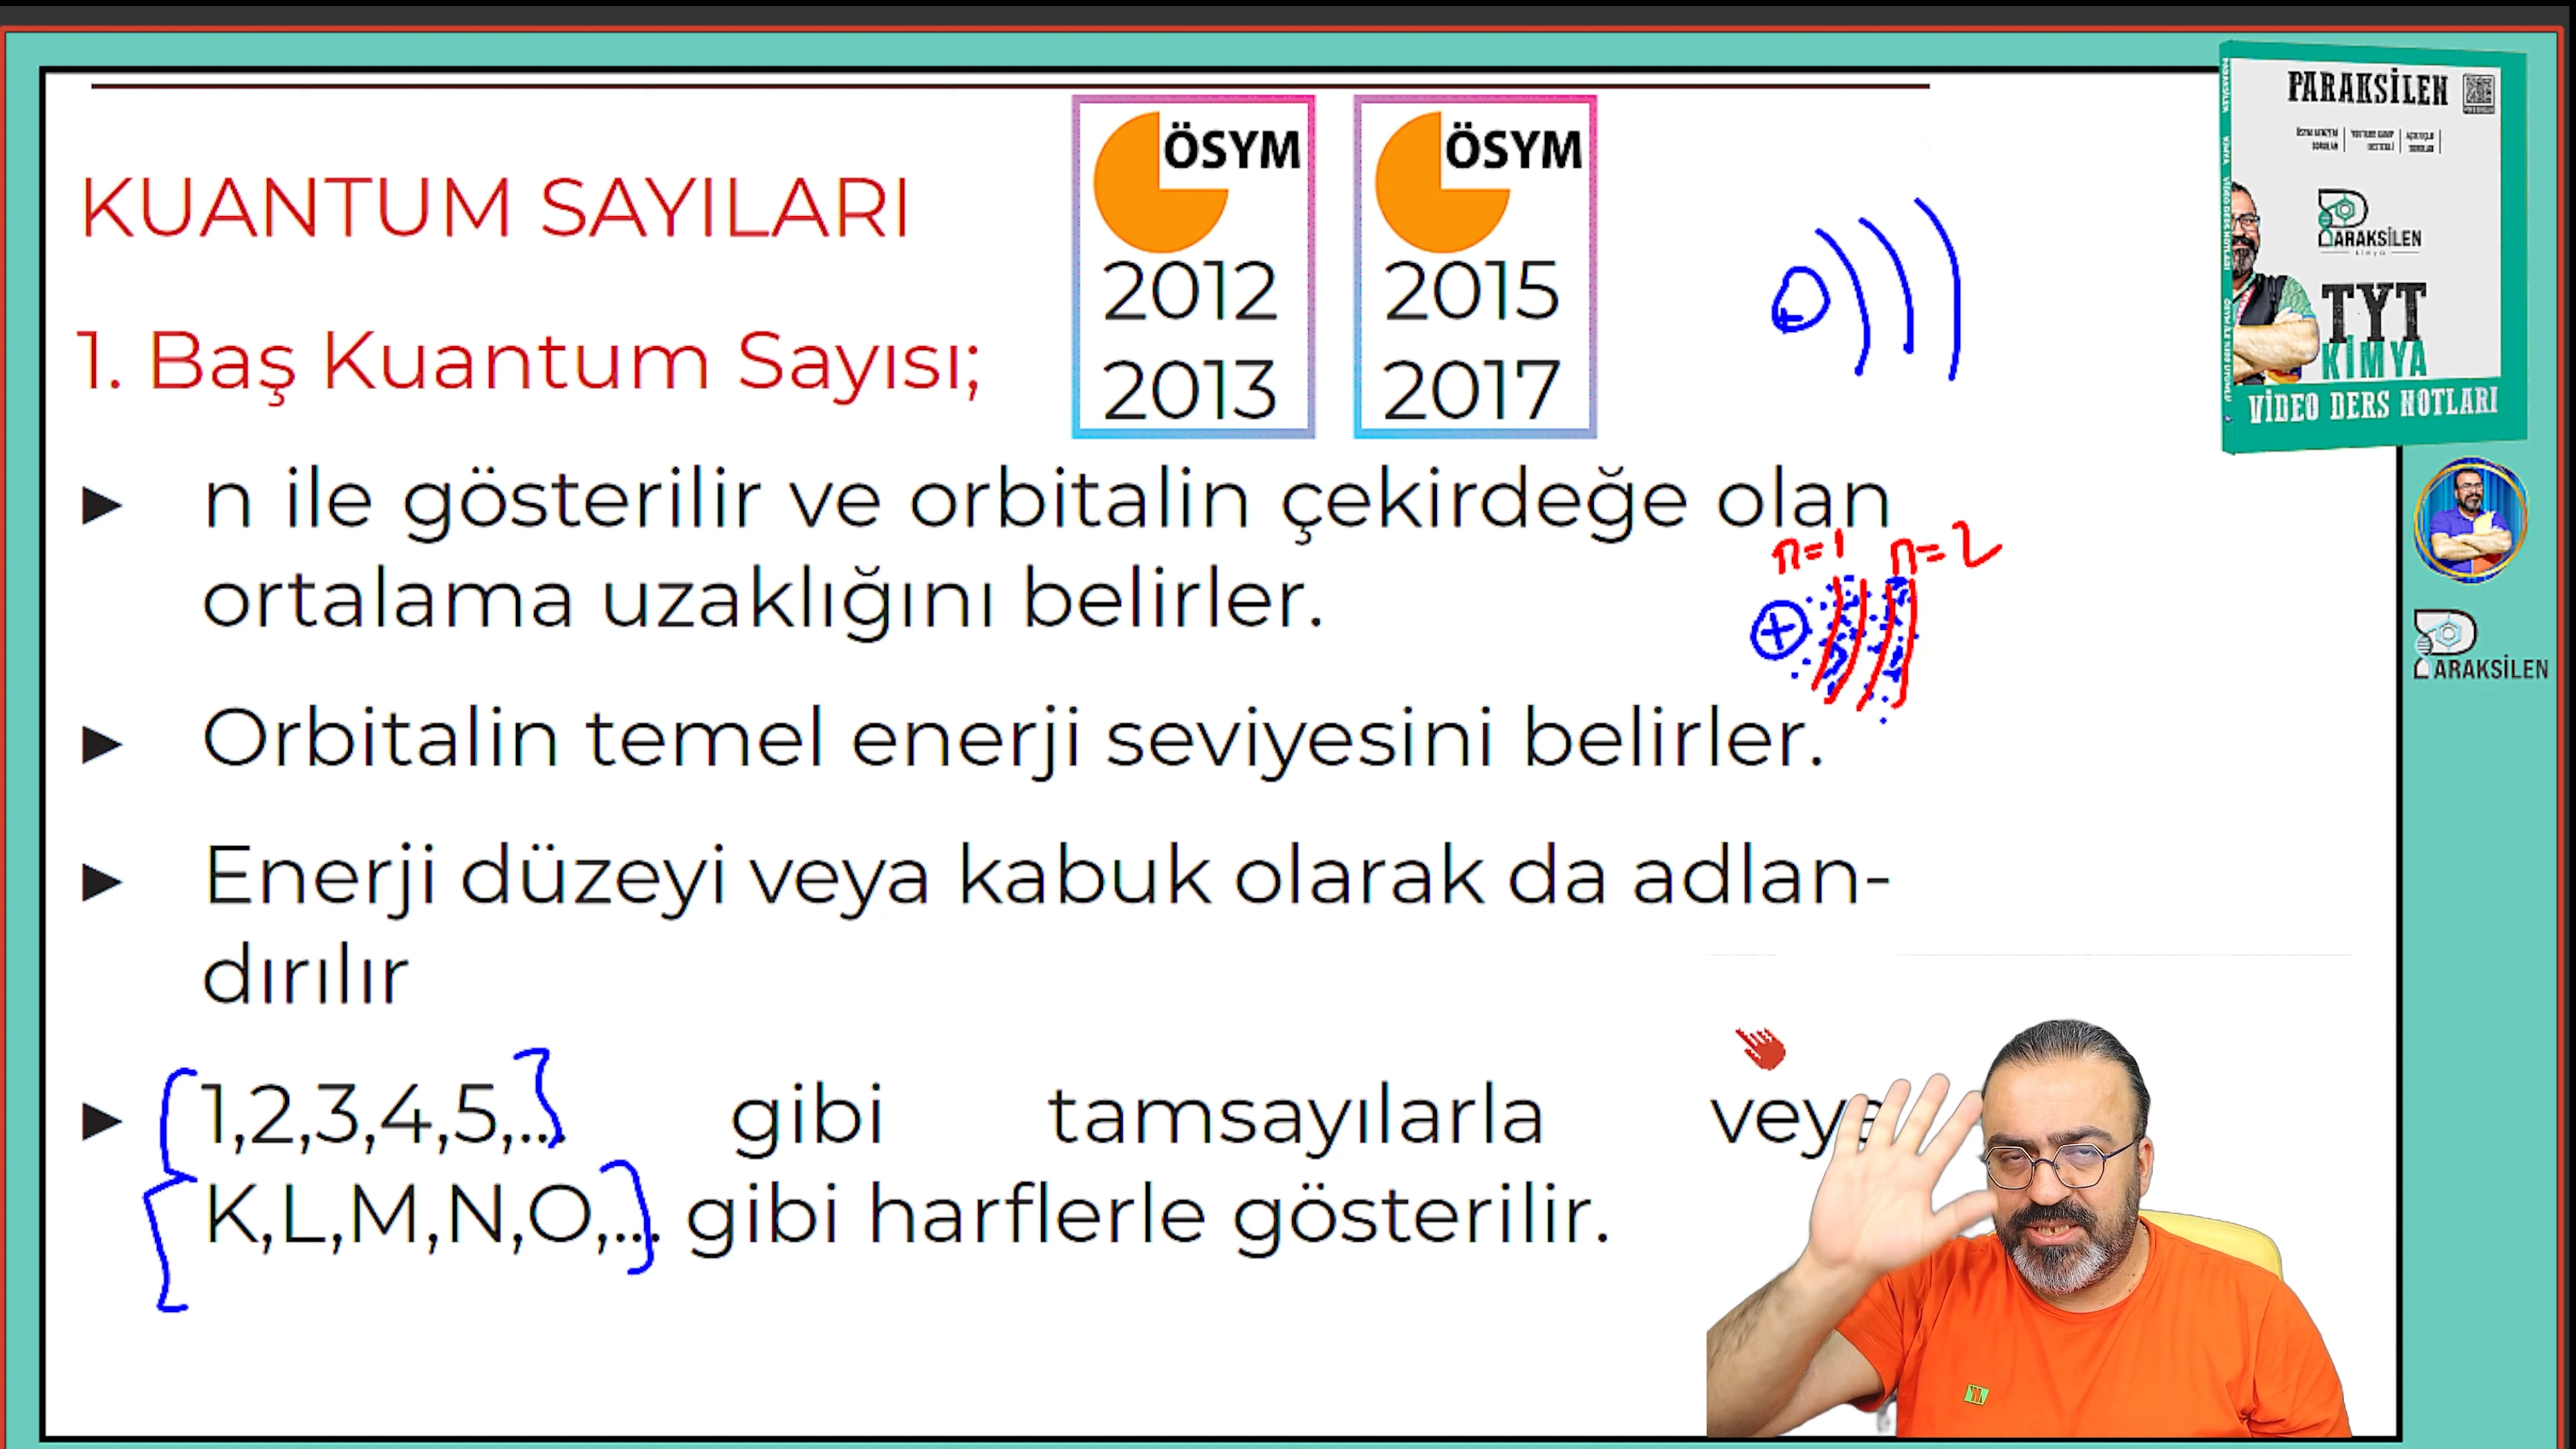 KUANTUM SAYILARI
ÖSYM
2012
2013
ÖSYM
2015
2017
1. Baş Kuantum Sayısı;
n ile gösterilir ve orbitalin çekirdeğe olan
ortalama uzaklığını belirler.
n=1 n=2
+
Orbitalin temel enerji seviyesini belirler.
Enerji düzeyi veya kabuk olarak da adlan-
dırılır
1,2,3,4,5,... gibi tamsayılarla veya
K,L,M,N,O,... gibi harflerle gösterilir.
PARAKSİLEN
PARAKSİLEN
kimya
TYT
KİMYA
VİDEO DERS NOTLARI
PARAKSİLEN